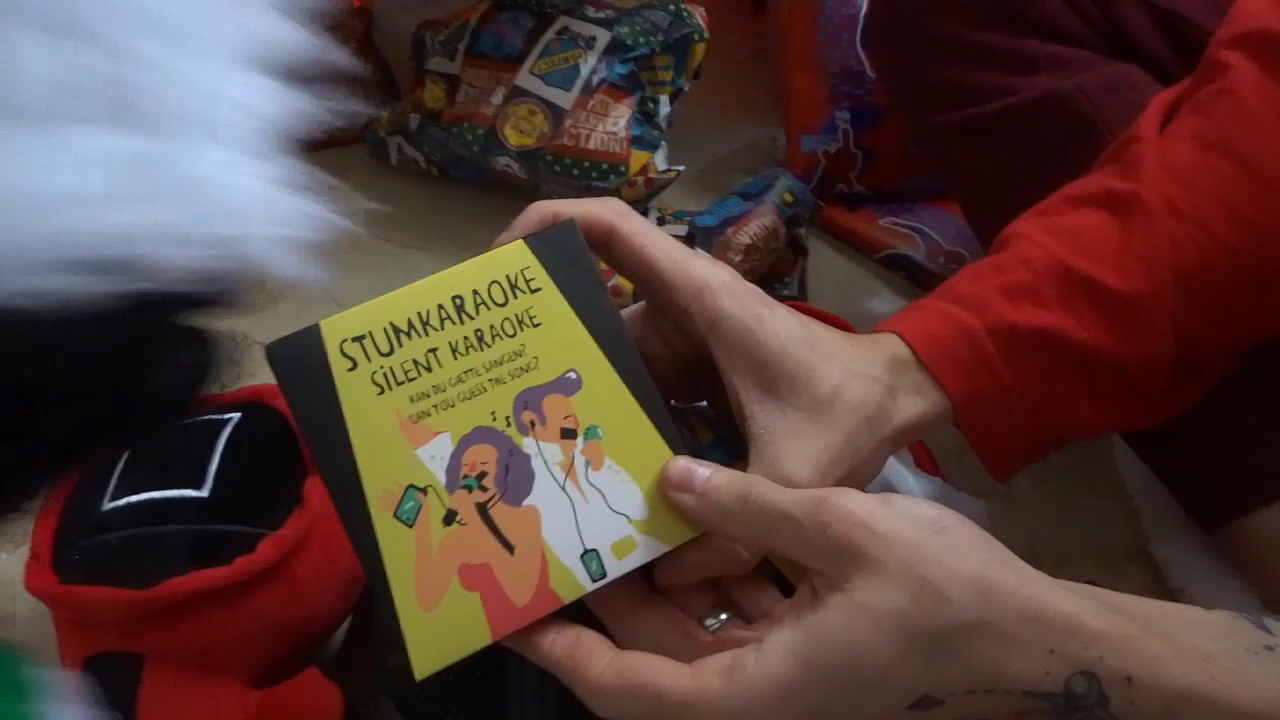 STUMKARAOKE
SiLENT KARAOKE
KAN DU GÆTTE SANGEN?
CAN YOU GUESS THE SONG?